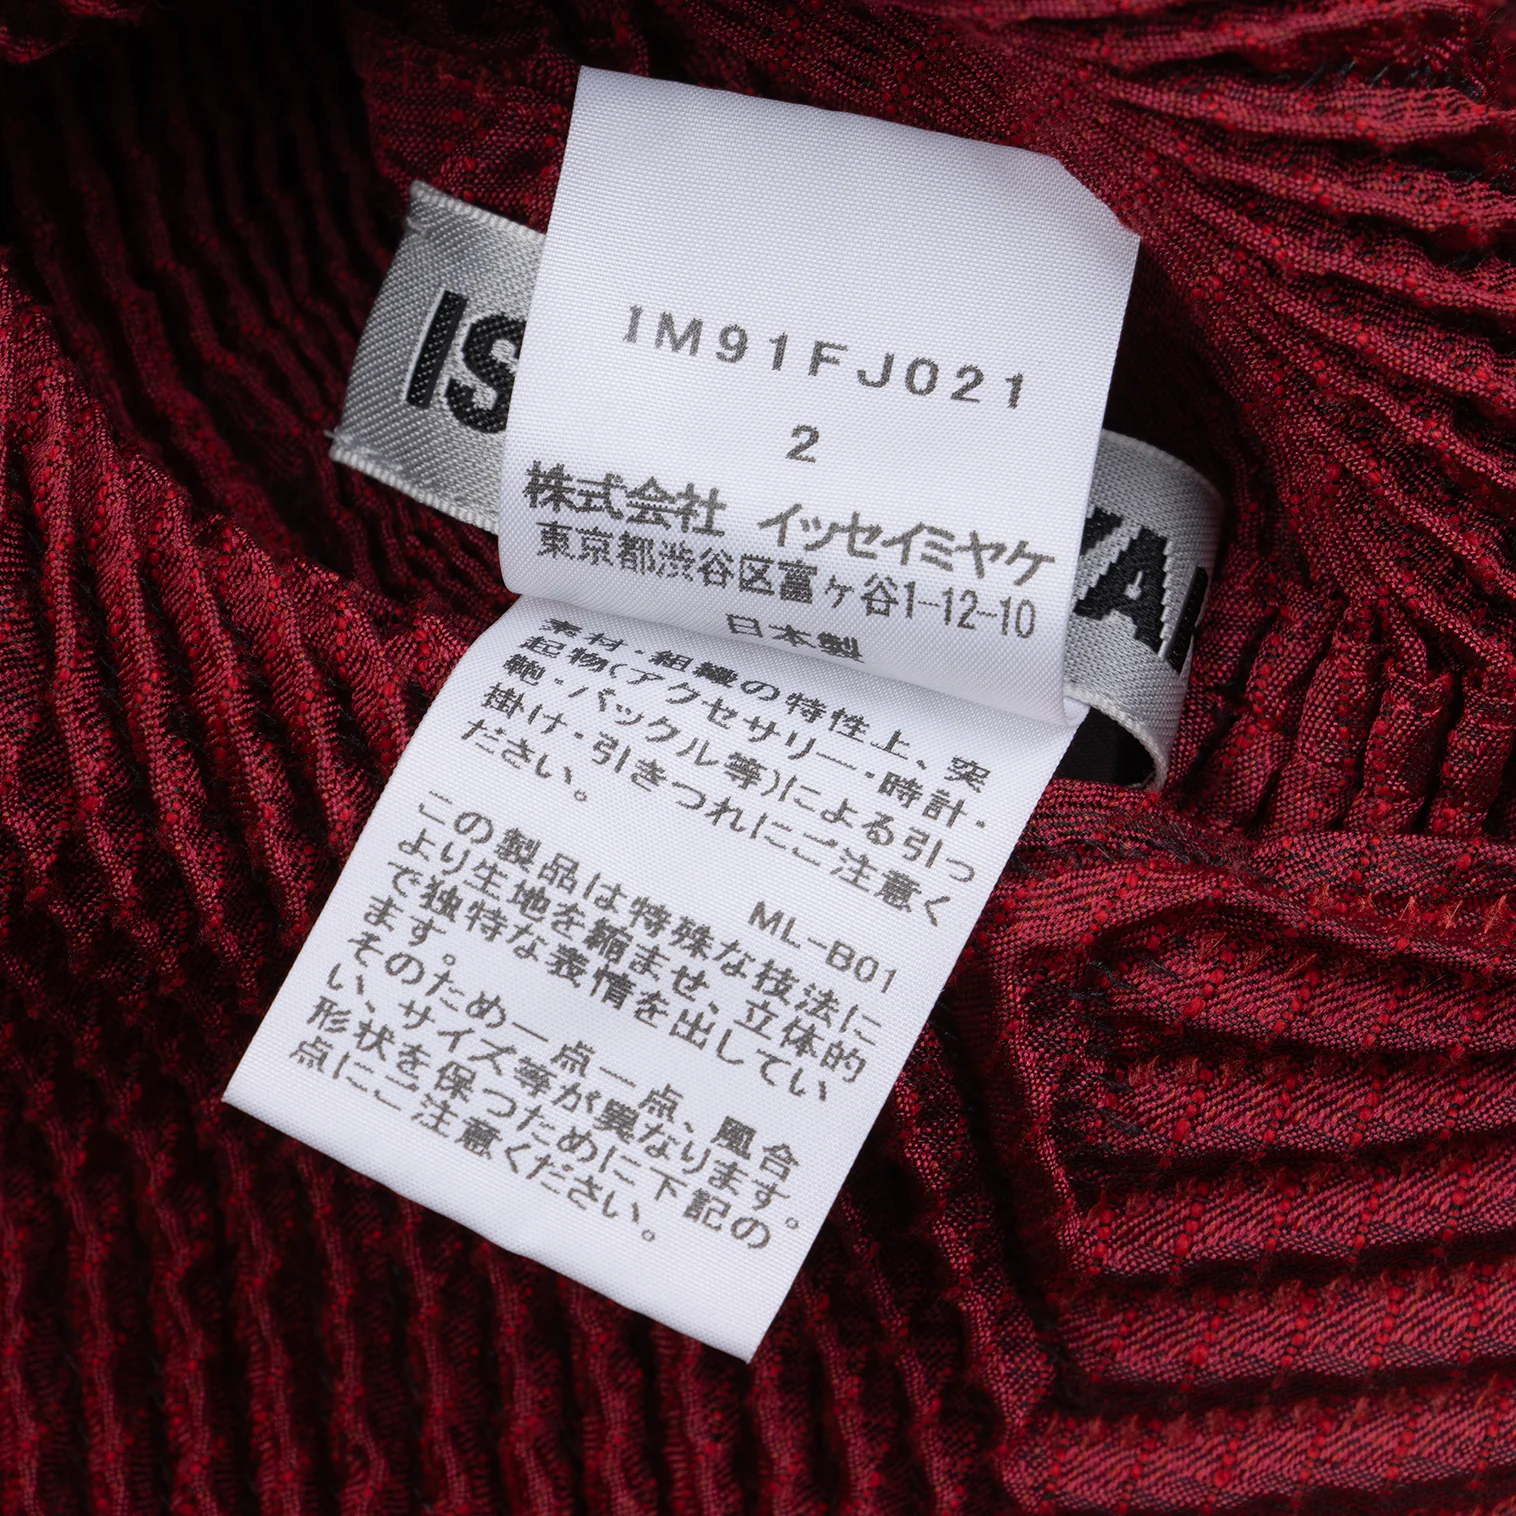 IM91FJ021
2
株式会社 イッセイミヤケ
東京都渋谷区富ヶ谷1-12-10
日本製
素材・組織の特性上、突
起物(アクセサリー・時計・
鞄・バックル等)による引っ
掛け・引きつれにご注意く
ださい。
ML-B01
この製品は特殊な技法に
より生地を縮ませ、立体的
で独特な表情を出してい
ます。
そのため一点一点、風合
い、サイズ等が異なります。
形状を保つために下記の
点にご注意ください。
IS
YAK